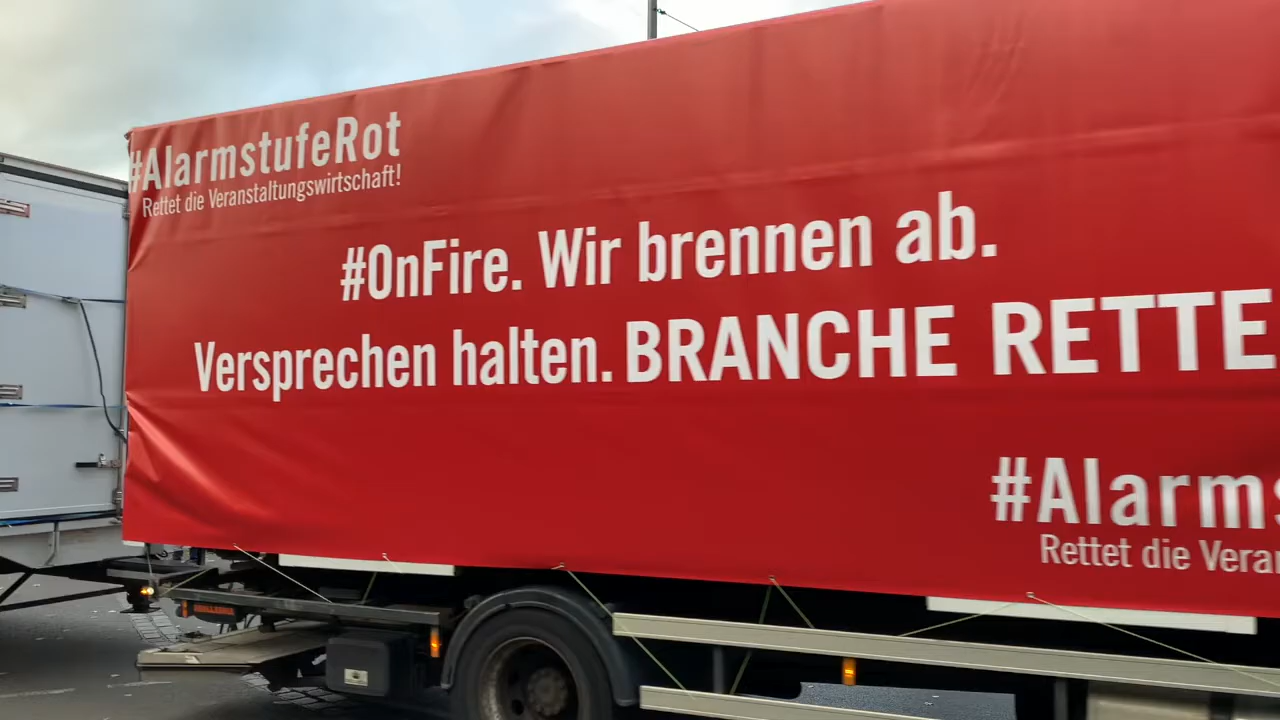 #AlarmstufeRot
Rettet die Veranstaltungswirtschaft!
#OnFire. Wir brennen ab.
Versprechen halten. BRANCHE RETTE
#Alarms
Rettet die Veran